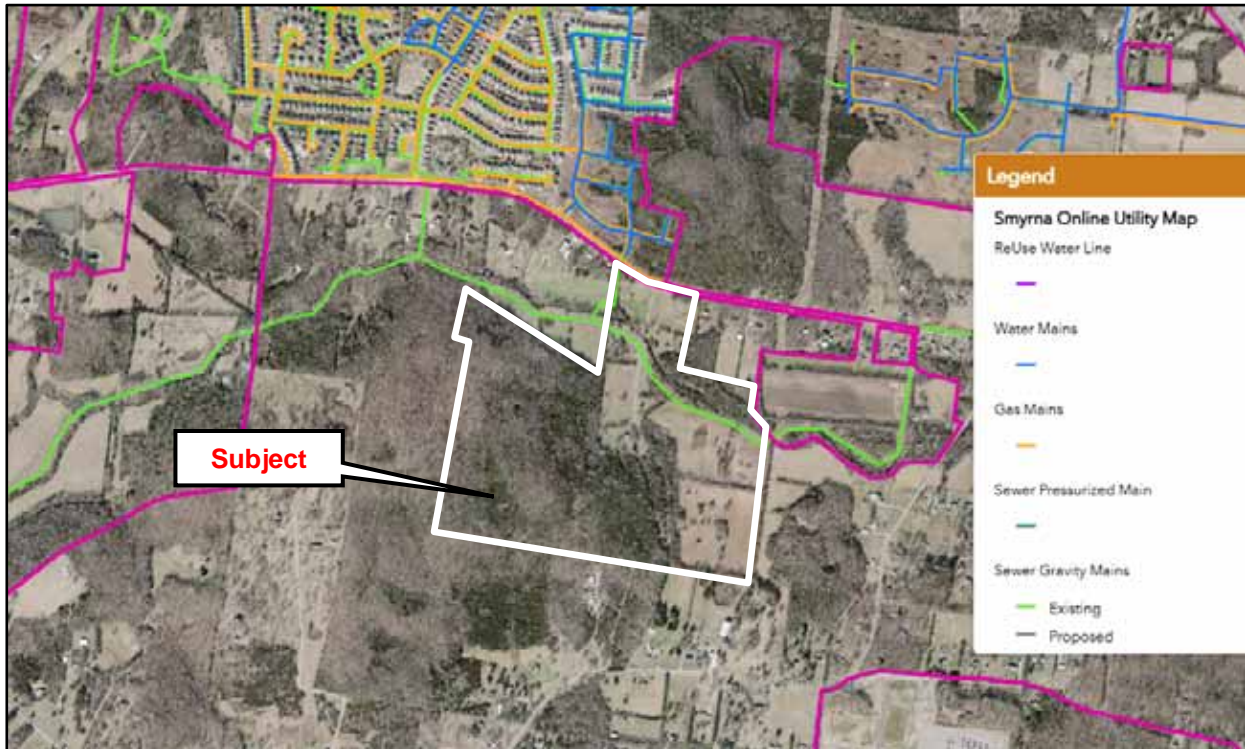 Subject
Legend
Smyrna Online Utility Map
ReUse Water Line
Water Mains
Gas Mains
Sewer Pressurized Main
Sewer Gravity Mains
Existing
Proposed